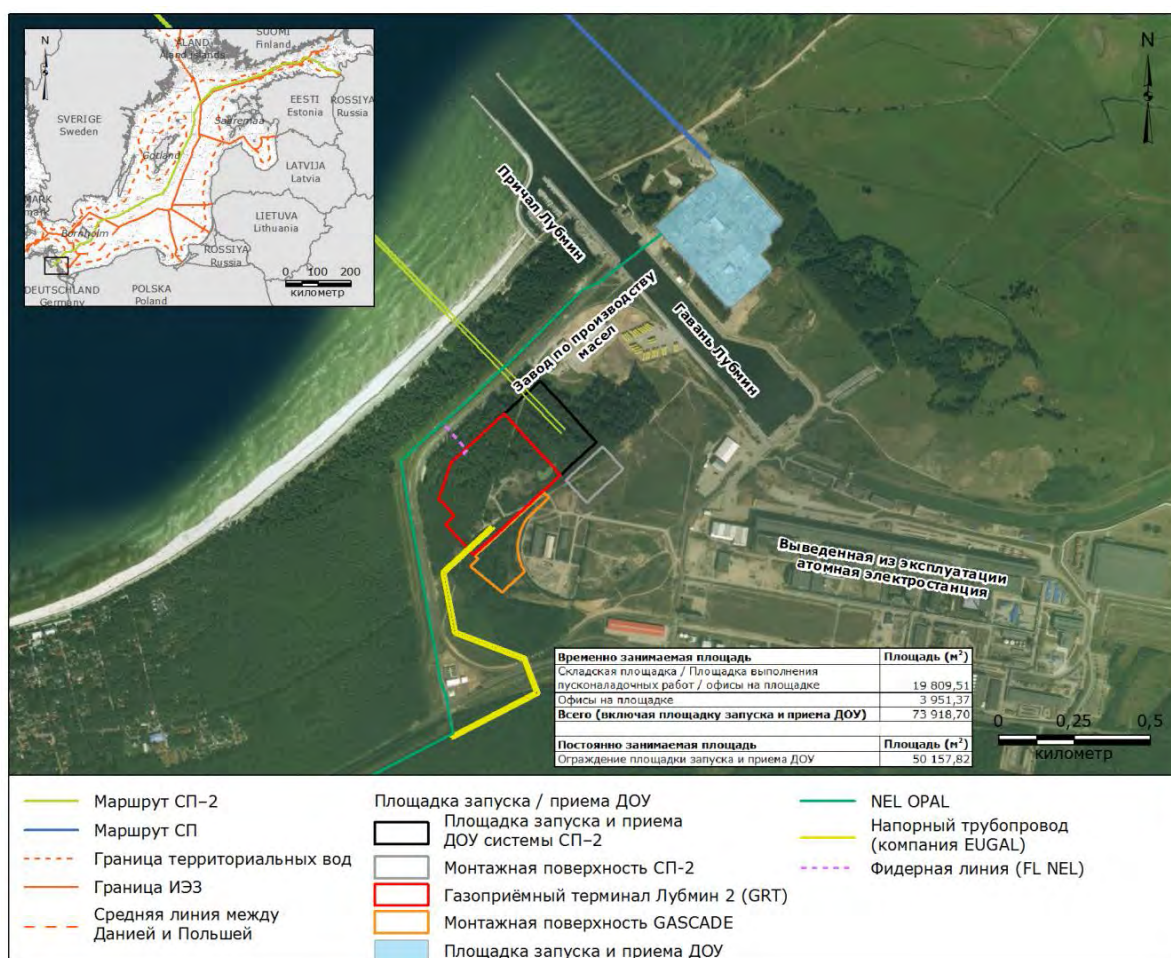 N
ÅLAND
Åland Islands
SUOMI
Finland
SVERIGE
Sweden
EESTI
Estonia
ROSSIYA
Russia
Saaremaa
Gotland
LATVIJA
Latvia
LIETUVA
Lithuania
MARK
mark
Bornholm
ROSSIYA
Russia
DEUTSCHLAND
Germany
POLSKA
Poland
0 100 200
километр
N
Причал Лубмин
Завод по производству
масел
Гавань Лубмин
Выведенная из эксплуатации
атомная электростанция
Временно занимаемая площадь Площадь (м²)
Складская площадка / Площадка выполнения
пусконаладочных работ / офисы на площадке 19 809,51
Офисы на площадке 3 951,37
Всего (включая площадку запуска и приема ДОУ) 73 918,70
Постоянно занимаемая площадь Площадь (м²)
Ограждение площадки запуска и приема ДОУ 50 157,82
0 0,25 0,5
километр
Маршрут СП–2
Маршрут СП
Граница территориальных вод
Граница ИЭЗ
Средняя линия между
Данией и Польшей
Площадка запуска / приема ДОУ
Площадка запуска и приема
ДОУ системы СП–2
Монтажная поверхность СП-2
Газоприёмный терминал Лубмин 2 (GRT)
Монтажная поверхность GASCADE
Площадка запуска и приема ДОУ
NEL OPAL
Напорный трубопровод
(компания EUGAL)
Фидерная линия (FL NEL)